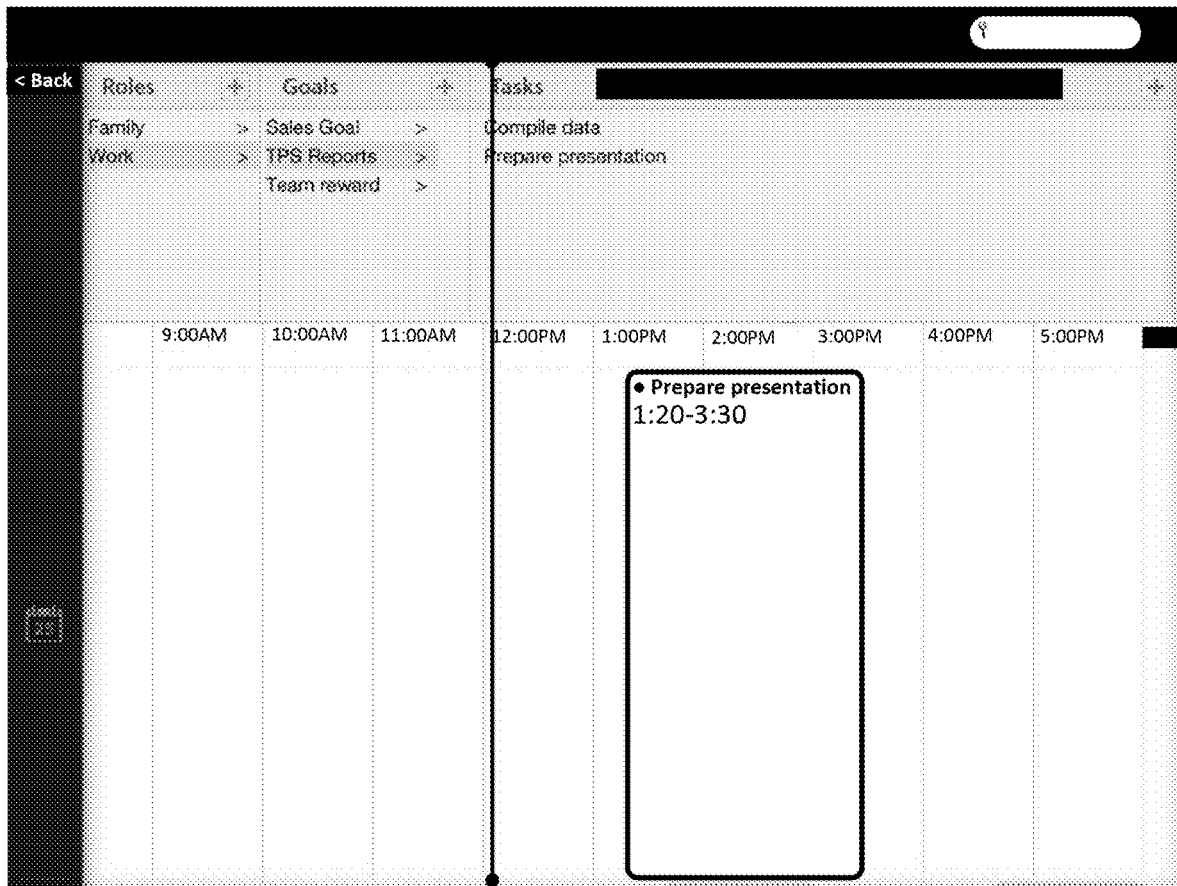 < Back
Roles + Goals + Tasks +
Family > Sales Goal > Compile data
Work > TPS Reports > Prepare presentation
Team reward >
9:00AM 10:00AM 11:00AM 12:00PM 1:00PM 2:00PM 3:00PM 4:00PM 5:00PM
• Prepare presentation
1:20-3:30